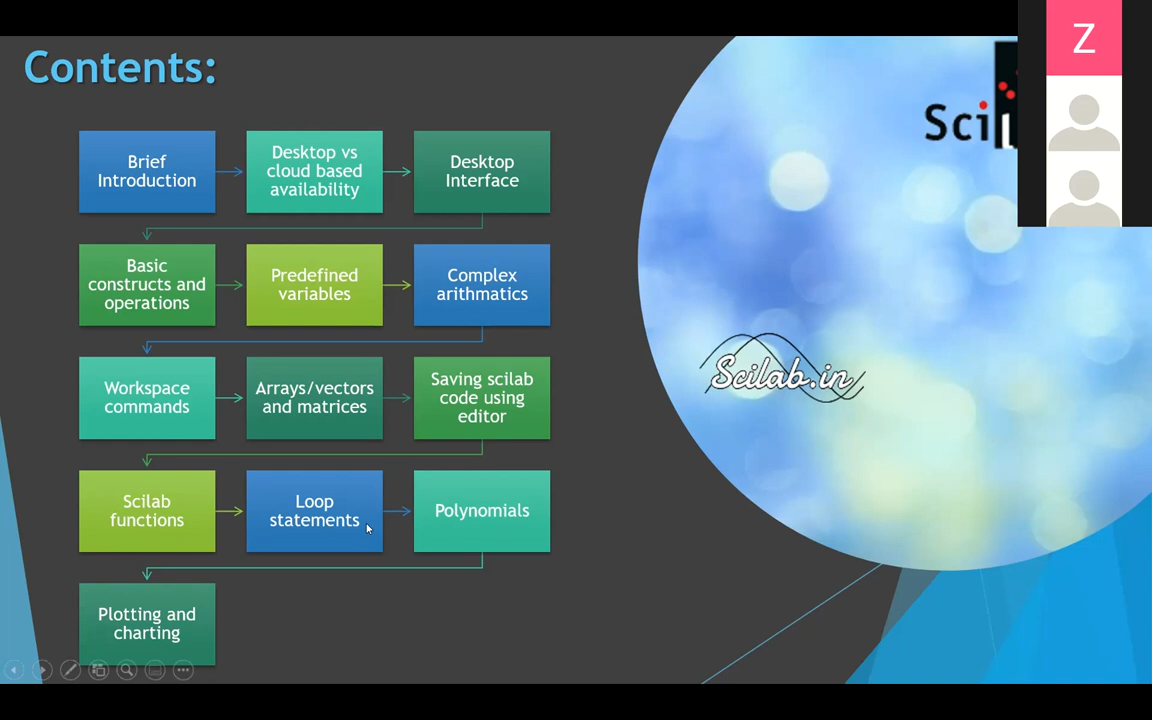 Contents:
Brief
Introduction
Desktop vs
cloud based
availability
Desktop
Interface
Basic
constructs and
operations
Predefined
variables
Complex
arithmatics
Workspace
commands
Arrays/vectors
and matrices
Saving scilab
code using
editor
Scilab
functions
Loop
statements
Polynomials
Plotting and
charting
Sci
Scilab.in
Z